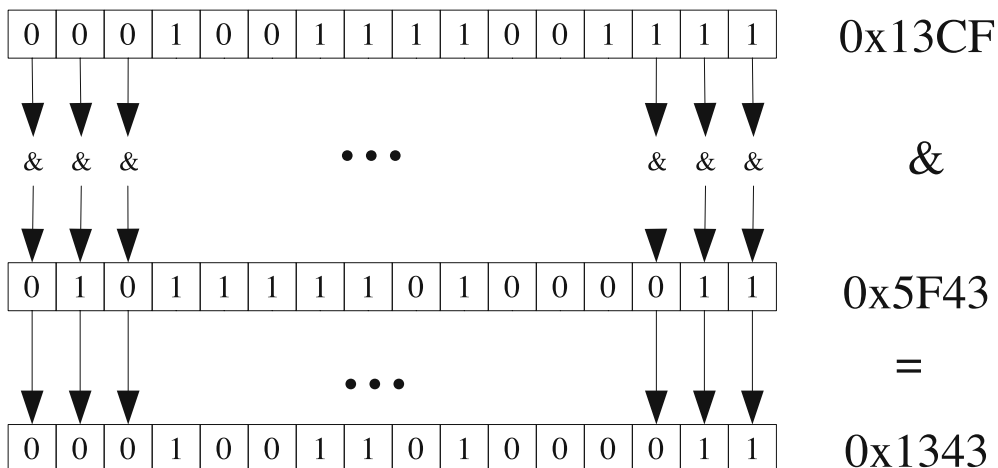 0 0 0 1 0 0 1 1 1 1 0 0 1 1 1 1 0x13CF
& & & ... & & & &
0 1 0 1 1 1 1 1 0 1 0 0 0 0 1 1 0x5F43
... =
0 0 0 1 0 0 1 1 0 1 0 0 0 0 1 1 0x1343